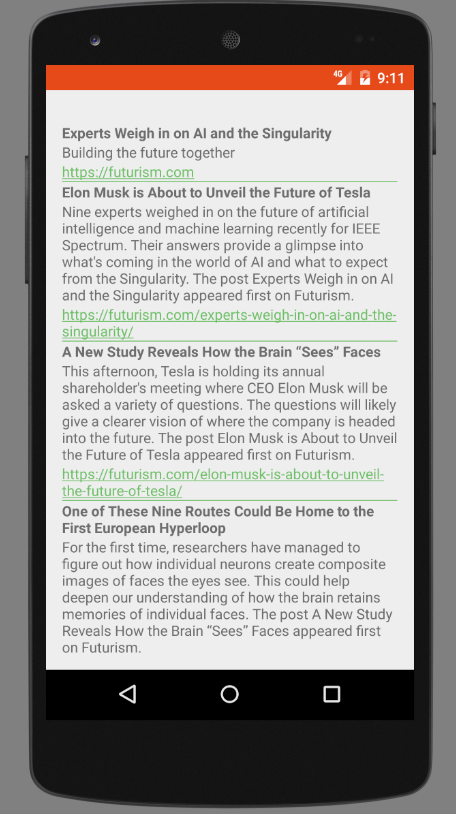 4G 9:11
Experts Weigh in on AI and the Singularity
Building the future together
https://futurism.com
Elon Musk is About to Unveil the Future of Tesla
Nine experts weighed in on the future of artificial
intelligence and machine learning recently for IEEE
Spectrum. Their answers provide a glimpse into
what's coming in the world of AI and what to expect
from the Singularity. The post Experts Weigh in on AI
and the Singularity appeared first on Futurism.
https://futurism.com/experts-weigh-in-on-ai-and-the-
singularity/
A New Study Reveals How the Brain “Sees” Faces
This afternoon, Tesla is holding its annual
shareholder's meeting where CEO Elon Musk will be
asked a variety of questions. The questions will likely
give a clearer vision of where the company is headed
into the future. The post Elon Musk is About to Unveil
the Future of Tesla appeared first on Futurism.
https://futurism.com/elon-musk-is-about-to-unveil-
the-future-of-tesla/
One of These Nine Routes Could Be Home to the
First European Hyperloop
For the first time, researchers have managed to
figure out how individual neurons create composite
images of faces the eyes see. This could help
deepen our understanding of how the brain retains
memories of individual faces. The post A New Study
Reveals How the Brain “Sees” Faces appeared first
on Futurism.